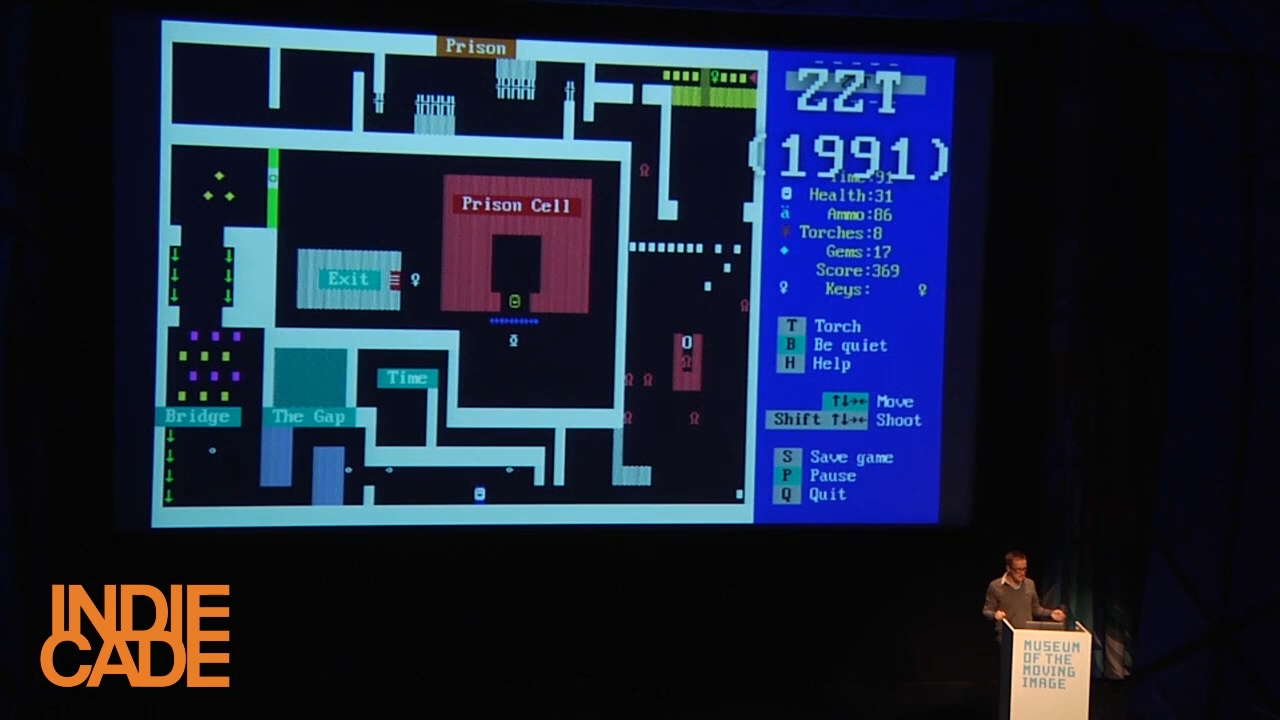 Prison
ZZT
(1991)
Time:91
Health:31
Ammo:86
Torches:8
Gems:17
Score:369
Keys:
T Torch
B Be quiet
H Help
↑↓→← Move
Shift ↑↓→← Shoot
S Save game
P Pause
Q Quit
Prison Cell
Exit
Time
Bridge
The Gap
INDIE
CADE
MUSEUM
OF THE
MOVING
IMAGE